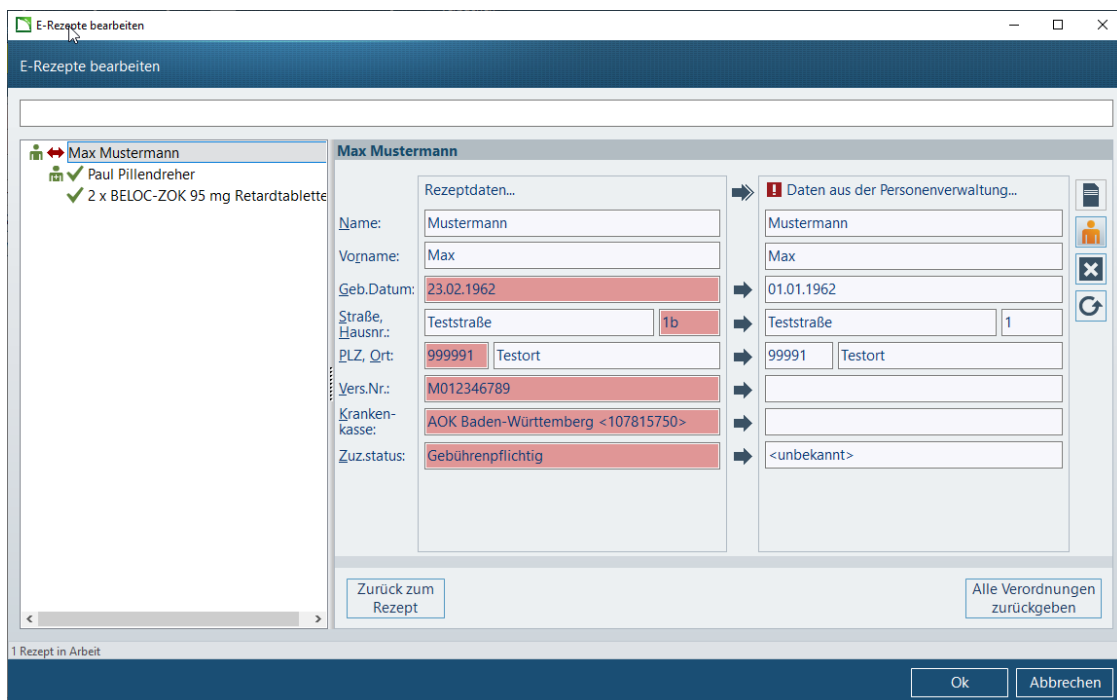 E-Rezepte bearbeiten
E-Rezepte bearbeiten
Max Mustermann
Paul Pillendreher
2 x BELOC-ZOK 95 mg Retardtablette
Max Mustermann
Rezeptdaten...
Daten aus der Personenverwaltung...
Name: Mustermann Mustermann
Vorname: Max Max
Geb.Datum: 23.02.1962 01.01.1962
Straße, Hausnr.: Teststraße 1b Teststraße 1
PLZ, Ort: 999991 Testort 99991 Testort
Vers.Nr.: M012346789
Kranken-
kasse: AOK Baden-Württemberg <107815750>
Zuz.status: Gebührenpflichtig <unbekannt>
Zurück zum
Rezept
Alle Verordnungen
zurückgeben
1 Rezept in Arbeit
Ok Abbrechen